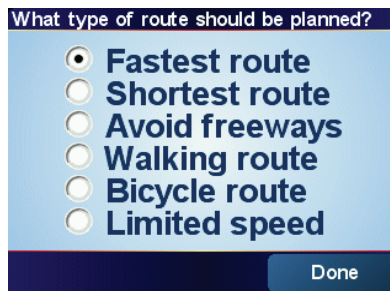 What type of route should be planned?
Fastest route
Shortest route
Avoid freeways
Walking route
Bicycle route
Limited speed
Done